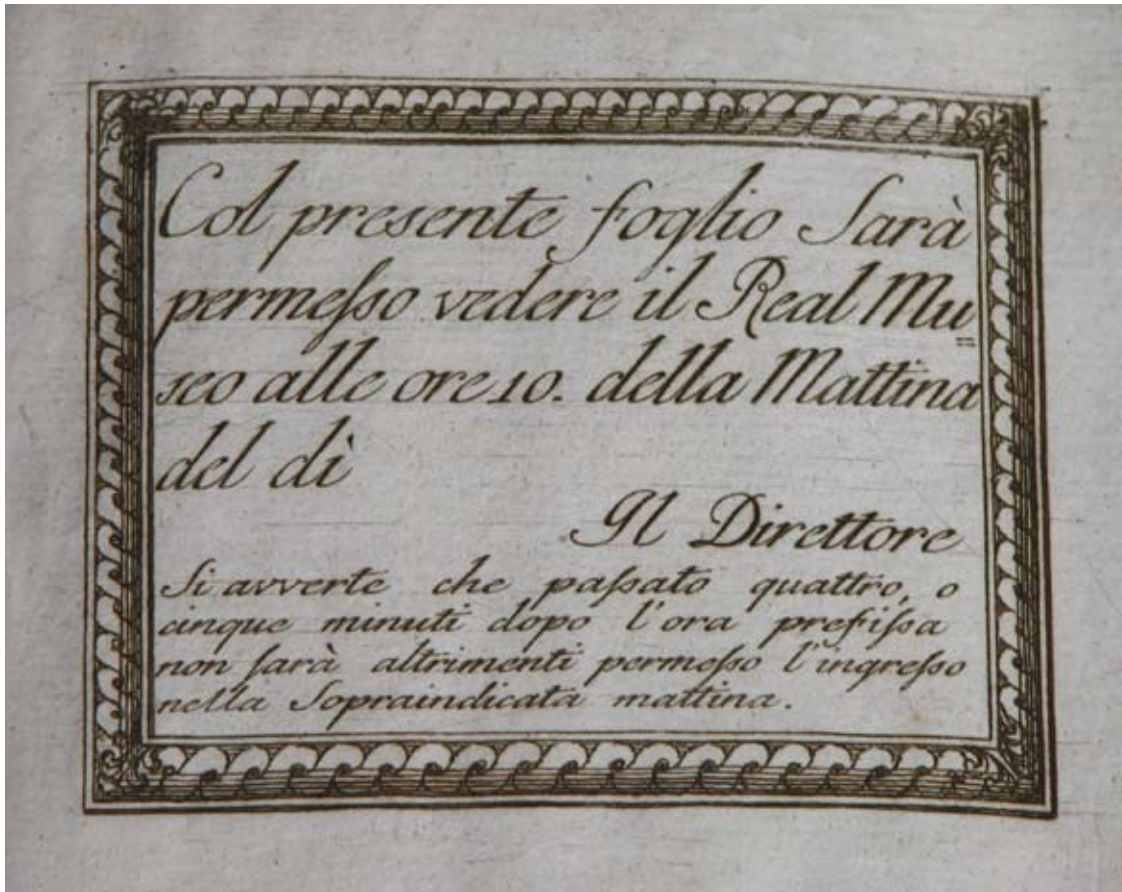 Col presente foglio Sarà
permeſso vedere il Real Mu=
seo alle ore 10. della Mattina
del dì
Il Direttore
Si avverte che paſsato quattro, o
cinque minuti dopo l'ora prefiſsa
non ſarà altrimenti permeſso l'ingreſso
nella Sopraindicata mattina.